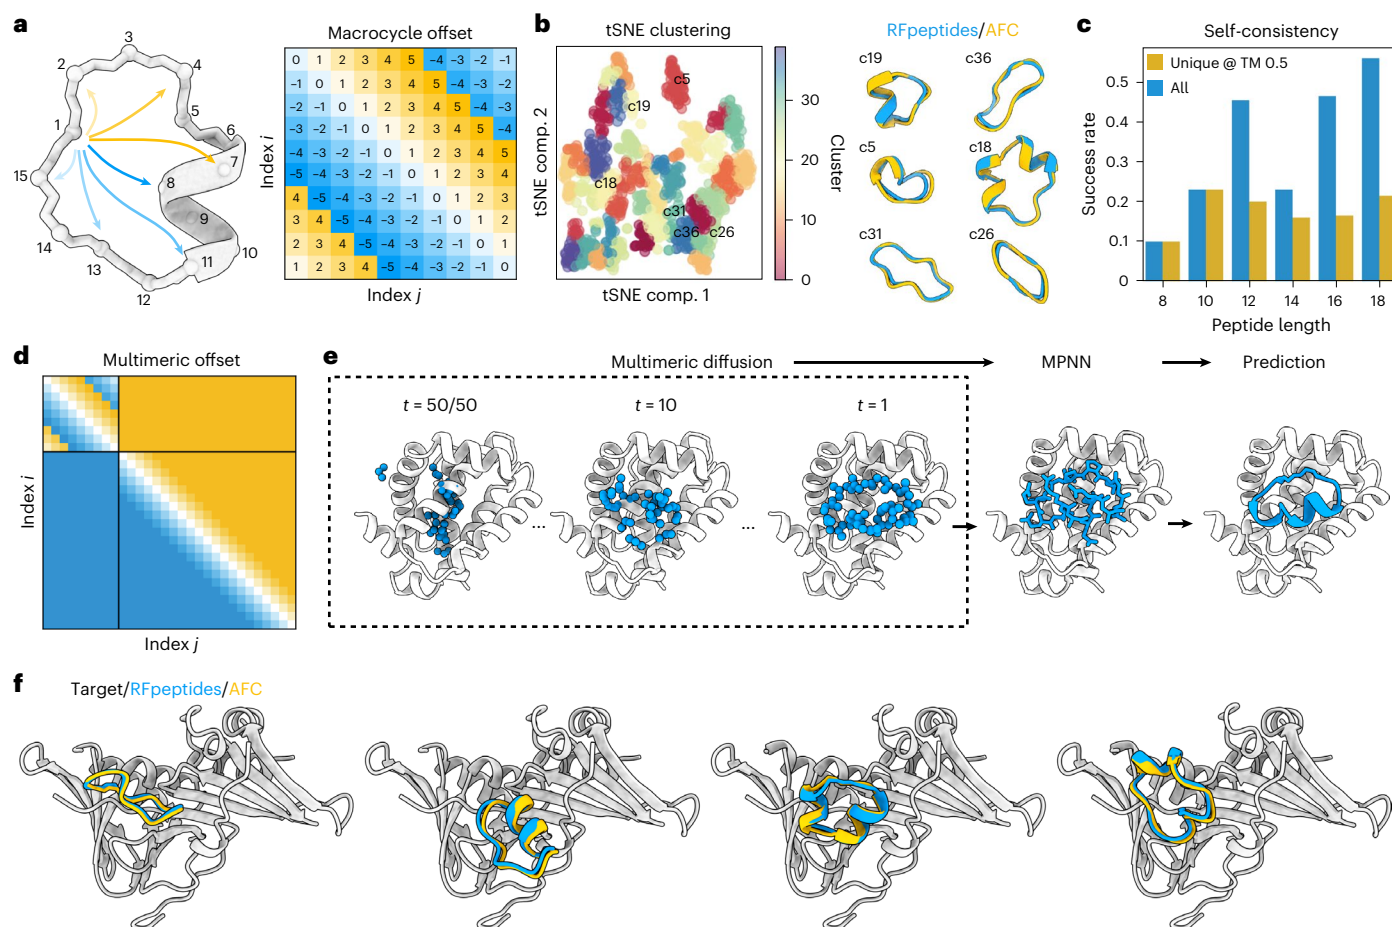 a
3
2
4
1
5
6
7
15
8
9
14
13
11
10
12
Macrocycle offset
0 1 2 3 4 5 −4 −3 −2 −1
−1 0 1 2 3 4 5 −4 −3 −2
−2 −1 0 1 2 3 4 5 −4 −3
−3 −2 −1 0 1 2 3 4 5 −4
−4 −3 −2 −1 0 1 2 3 4 5
−5 −4 −3 −2 −1 0 1 2 3 4
4 −5 −4 −3 −2 −1 0 1 2 3
3 4 −5 −4 −3 −2 −1 0 1 2
2 3 4 −5 −4 −3 −2 −1 0 1
1 2 3 4 −5 −4 −3 −2 −1 0
Index i
Index j
b
tSNE clustering
c5
c19
c18
c31
c36
c26
tSNE comp. 2
tSNE comp. 1
30
20
10
0
Cluster
RFpeptides/AFC
c19
c36
c5
c18
c31
c26
c
Self-consistency
Unique @ TM 0.5
All
Success rate
0.5
0.4
0.3
0.2
0.1
0
8 10 12 14 16 18
Peptide length
d
Multimeric offset
Index i
Index j
e
Multimeric diffusion
MPNN
Prediction
t = 50/50
t = 10
t = 1
...
...
f
Target/RFpeptides/AFC